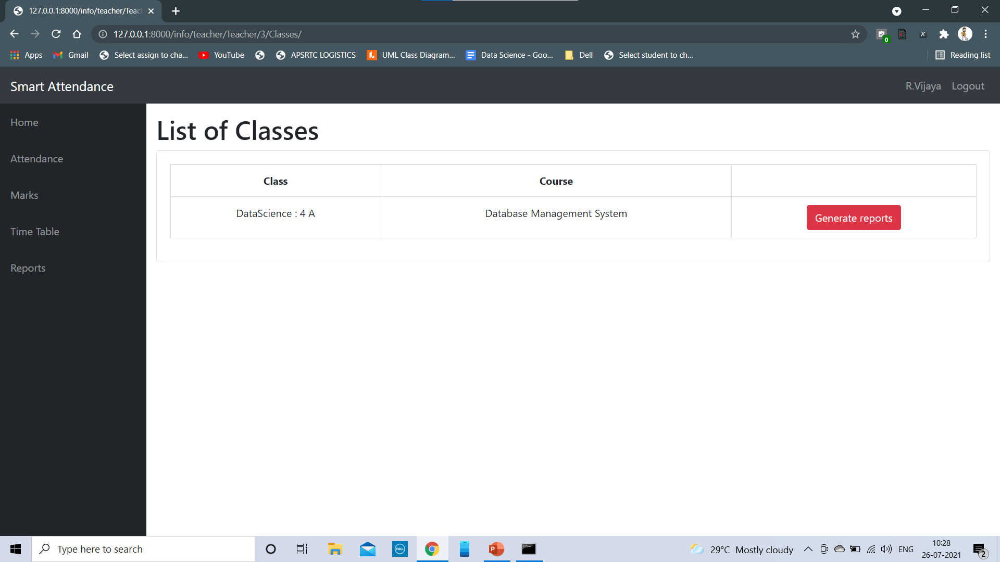 127.0.0.1:8000/info/teacher/Teac
127.0.0.1:8000/info/teacher/Teacher/3/Classes/
0
Apps Gmail Select assign to cha... YouTube APSRTC LOGISTICS UML Class Diagram... Data Science - Goo... Dell Select student to ch... Reading list
Smart Attendance R.Vijaya Logout
Home
Attendance
Marks
Time Table
Reports
List of Classes
Class Course
DataScience : 4 A Database Management System Generate reports
Type here to search
29°C Mostly cloudy ENG
10:28
26-07-2021
2